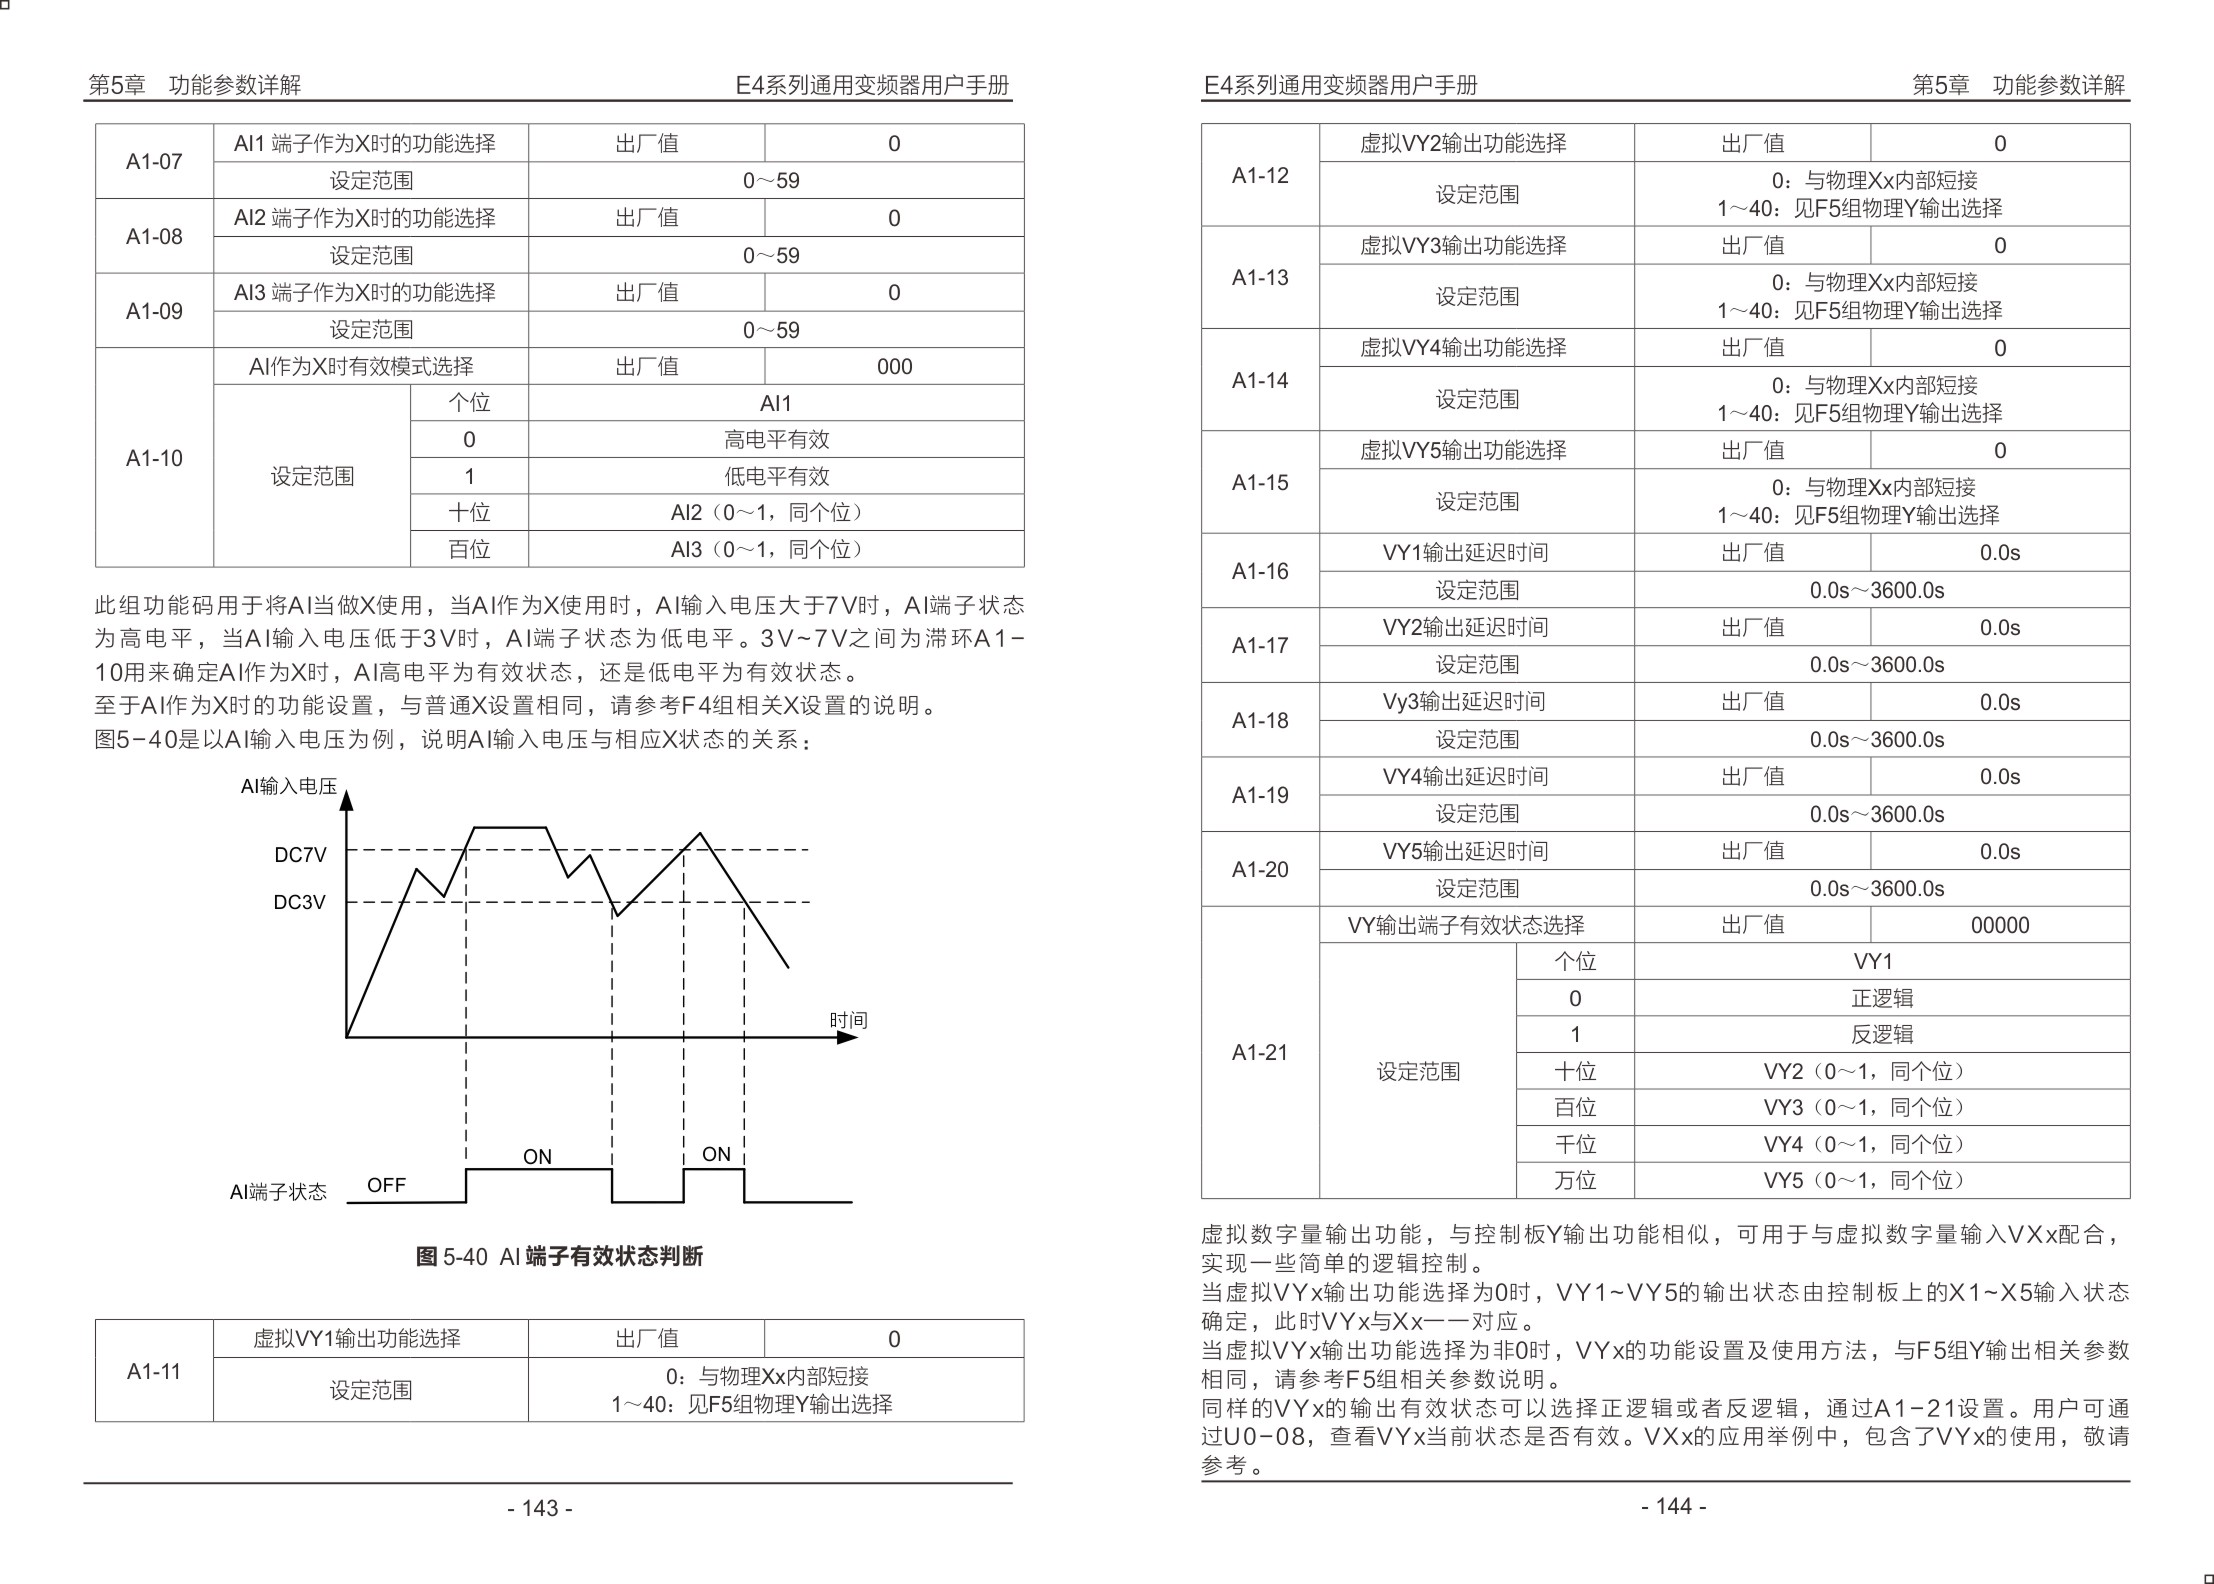 第5章 功能参数详解 E4系列通用变频器用户手册
A1-07 AI1 端子作为X时的功能选择 出厂值 0
设定范围 0～59
A1-08 AI2 端子作为X时的功能选择 出厂值 0
设定范围 0～59
A1-09 AI3 端子作为X时的功能选择 出厂值 0
设定范围 0～59
A1-10 AI作为X时有效模式选择 出厂值 000
设定范围 个位 AI1
0 高电平有效
1 低电平有效
十位 AI2（0～1，同个位）
百位 AI3（0～1，同个位）
此组功能码用于将AI当做X使用，当AI作为X使用时，AI输入电压大于7V时，AI端子状态
为高电平，当AI输入电压低于3V时，AI端子状态为低电平。3V~7V之间为滞环A1-
10用来确定AI作为X时，AI高电平为有效状态，还是低电平为有效状态。
至于AI作为X时的功能设置，与普通X设置相同，请参考F4组相关X设置的说明。
图5-40是以AI输入电压为例，说明AI输入电压与相应X状态的关系：
AI输入电压
DC7V
DC3V
时间
ON ON
AI端子状态 OFF
图 5-40 AI 端子有效状态判断
A1-11 虚拟VY1输出功能选择 出厂值 0
设定范围 0：与物理Xx内部短接
1～40：见F5组物理Y输出选择
- 143 -
E4系列通用变频器用户手册 第5章 功能参数详解
A1-12 虚拟VY2输出功能选择 出厂值 0
设定范围 0：与物理Xx内部短接
1～40：见F5组物理Y输出选择
A1-13 虚拟VY3输出功能选择 出厂值 0
设定范围 0：与物理Xx内部短接
1～40：见F5组物理Y输出选择
A1-14 虚拟VY4输出功能选择 出厂值 0
设定范围 0：与物理Xx内部短接
1～40：见F5组物理Y输出选择
A1-15 虚拟VY5输出功能选择 出厂值 0
设定范围 0：与物理Xx内部短接
1～40：见F5组物理Y输出选择
A1-16 VY1输出延迟时间 出厂值 0.0s
设定范围 0.0s～3600.0s
A1-17 VY2输出延迟时间 出厂值 0.0s
设定范围 0.0s～3600.0s
A1-18 Vy3输出延迟时间 出厂值 0.0s
设定范围 0.0s～3600.0s
A1-19 VY4输出延迟时间 出厂值 0.0s
设定范围 0.0s～3600.0s
A1-20 VY5输出延迟时间 出厂值 0.0s
设定范围 0.0s～3600.0s
A1-21 VY输出端子有效状态选择 出厂值 00000
设定范围 个位 VY1
0 正逻辑
1 反逻辑
十位 VY2（0～1，同个位）
百位 VY3（0～1，同个位）
千位 VY4（0～1，同个位）
万位 VY5（0～1，同个位）
虚拟数字量输出功能，与控制板Y输出功能相似，可用于与虚拟数字量输入VXx配合，
实现一些简单的逻辑控制。
当虚拟VYx输出功能选择为0时，VY1~VY5的输出状态由控制板上的X1~X5输入状态
确定，此时VYx与Xx一一对应。
当虚拟VYx输出功能选择为非0时，VYx的功能设置及使用方法，与F5组Y输出相关参数
相同，请参考F5组相关参数说明。
同样的VYx的输出有效状态可以选择正逻辑或者反逻辑，通过A1-21设置。用户可通
过U0-08，查看VYx当前状态是否有效。VXx的应用举例中，包含了VYx的使用，敬请
参考。
- 144 -